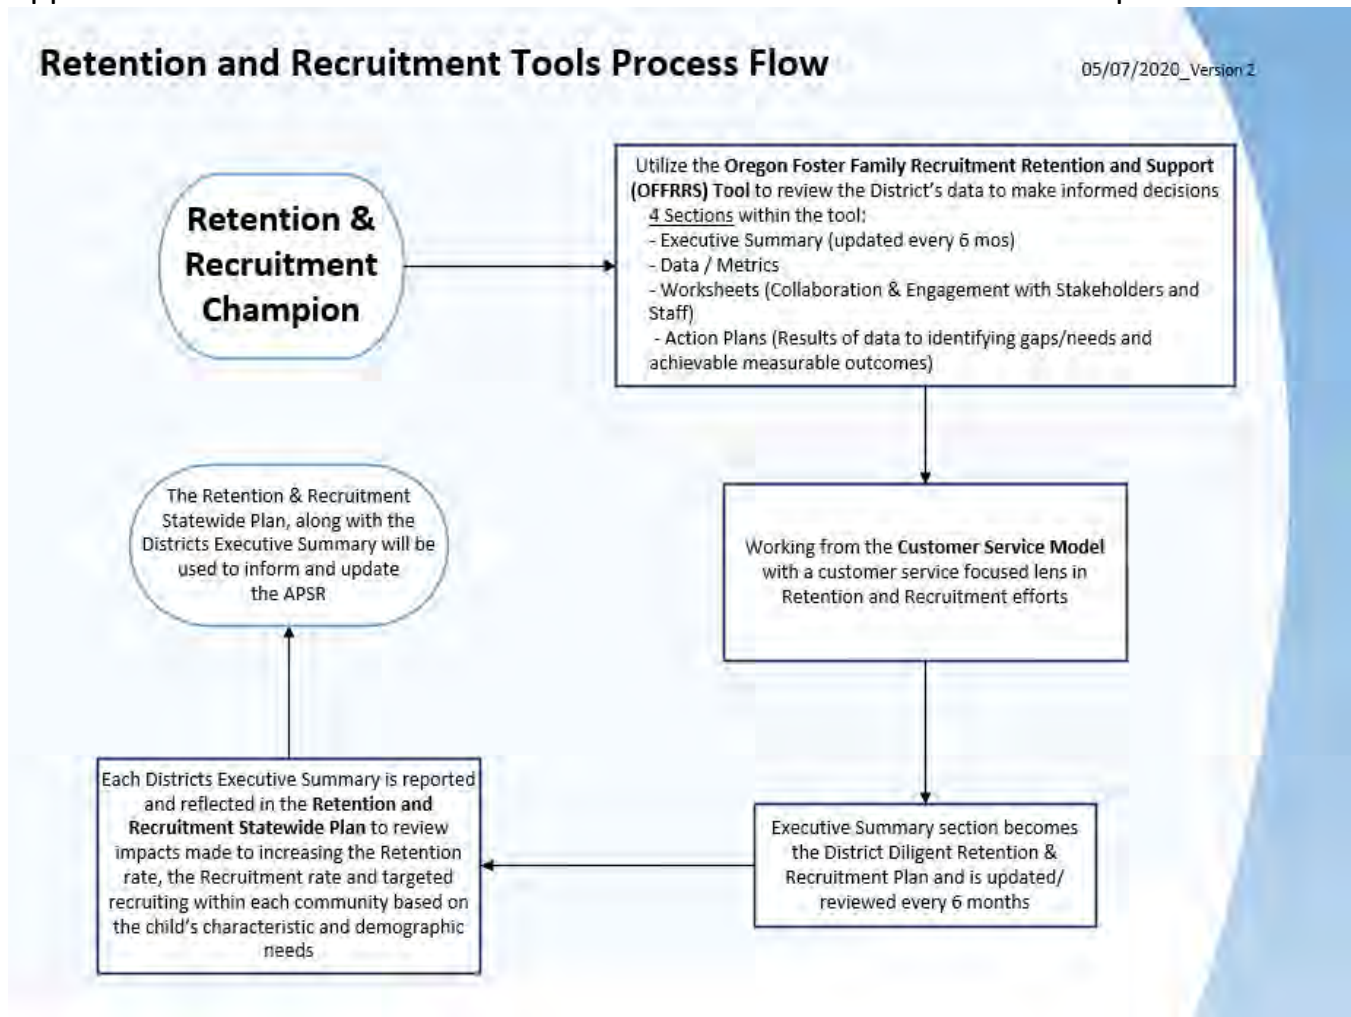 Retention and Recruitment Tools Process Flow
05/07/2020_Version 2
Retention &
Recruitment
Champion
Utilize the Oregon Foster Family Recruitment Retention and Support
(OFFRRS) Tool to review the District's data to make informed decisions
4 Sections within the tool:
- Executive Summary (updated every 6 mos)
- Data / Metrics
- Worksheets (Collaboration & Engagement with Stakeholders and
Staff)
- Action Plans (Results of data to identifying gaps/needs and
achievable measurable outcomes)
Working from the Customer Service Model
with a customer service focused lens in
Retention and Recruitment efforts
Executive Summary section becomes
the District Diligent Retention &
Recruitment Plan and is updated/
reviewed every 6 months
Each Districts Executive Summary is reported
and reflected in the Retention and
Recruitment Statewide Plan to review
impacts made to increasing the Retention
rate, the Recruitment rate and targeted
recruiting within each community based on
the child's characteristic and demographic
needs
The Retention & Recruitment
Statewide Plan, along with the
Districts Executive Summary will be
used to inform and update
the APSR